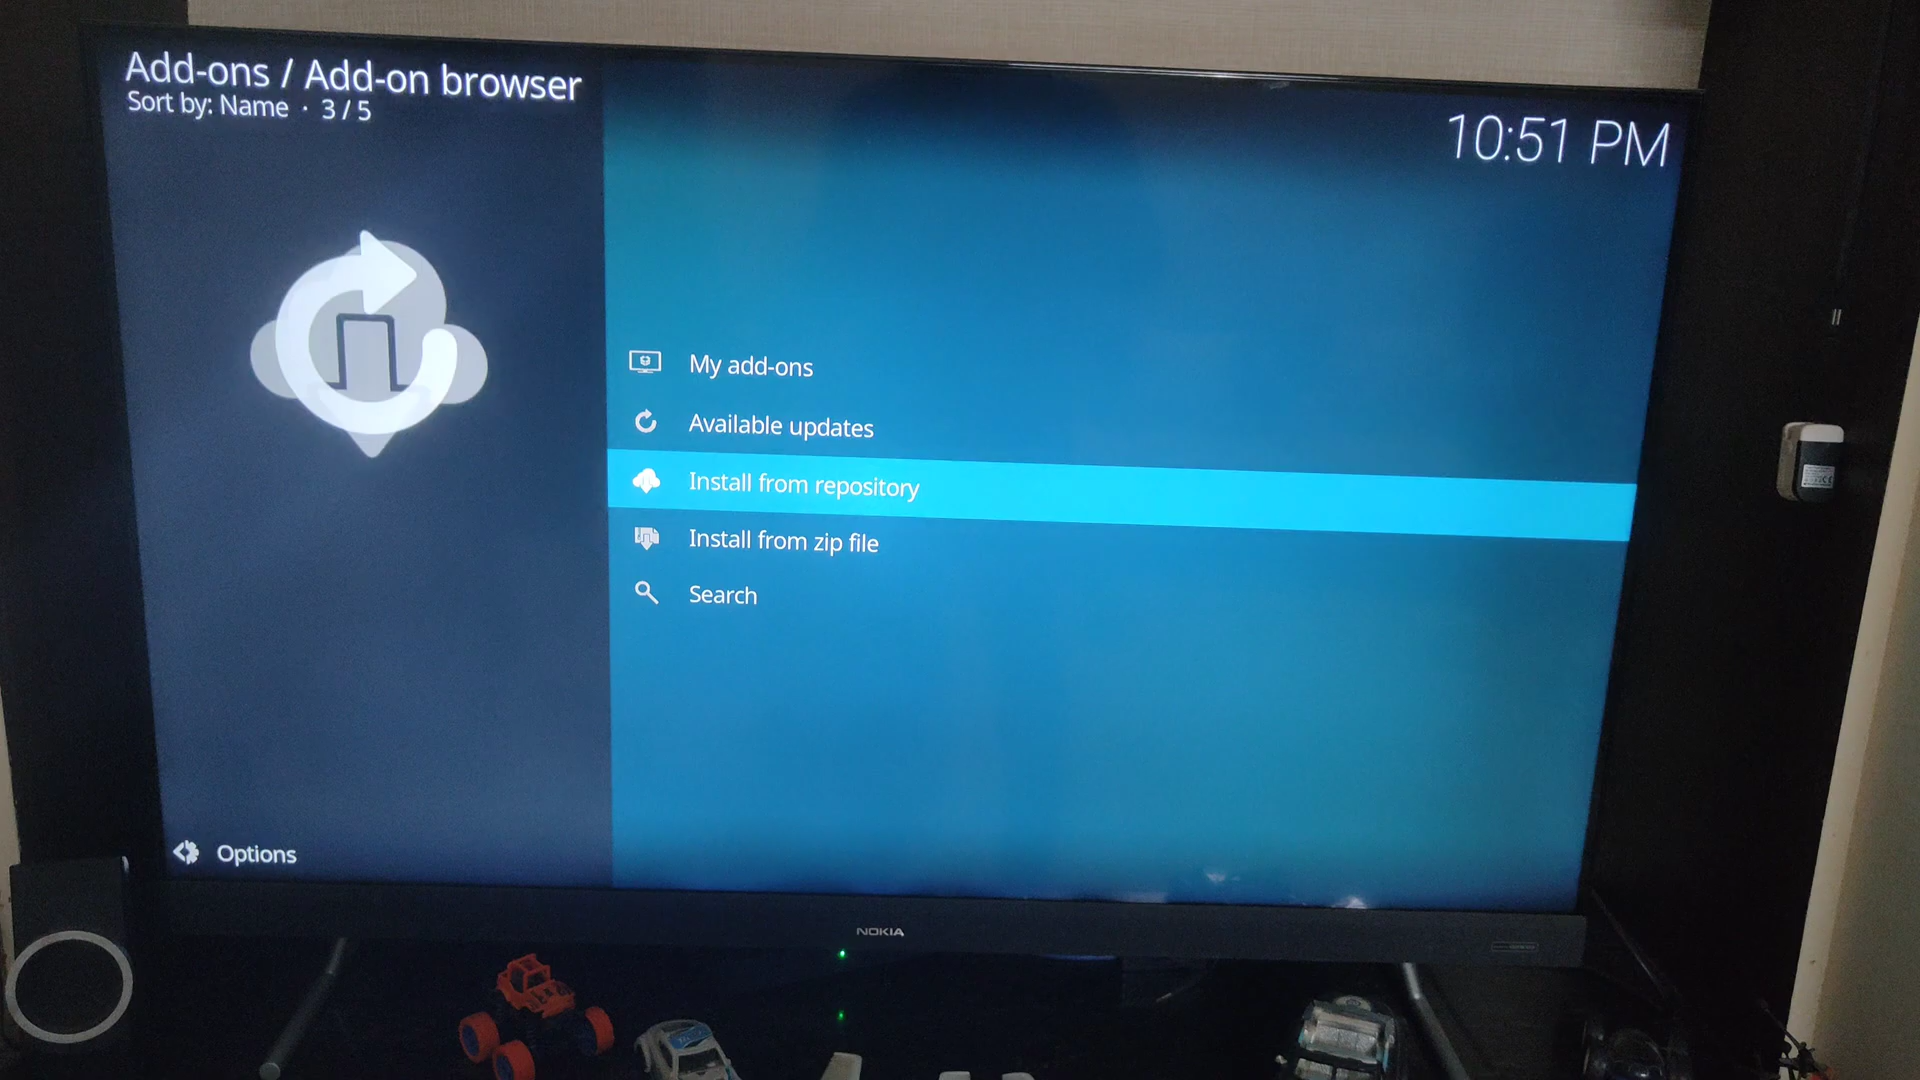 Add-ons / Add-on browser
Sort by: Name · 3 / 5
10:51 PM
My add-ons
Available updates
Install from repository
Install from zip file
Search
Options
NOKIA